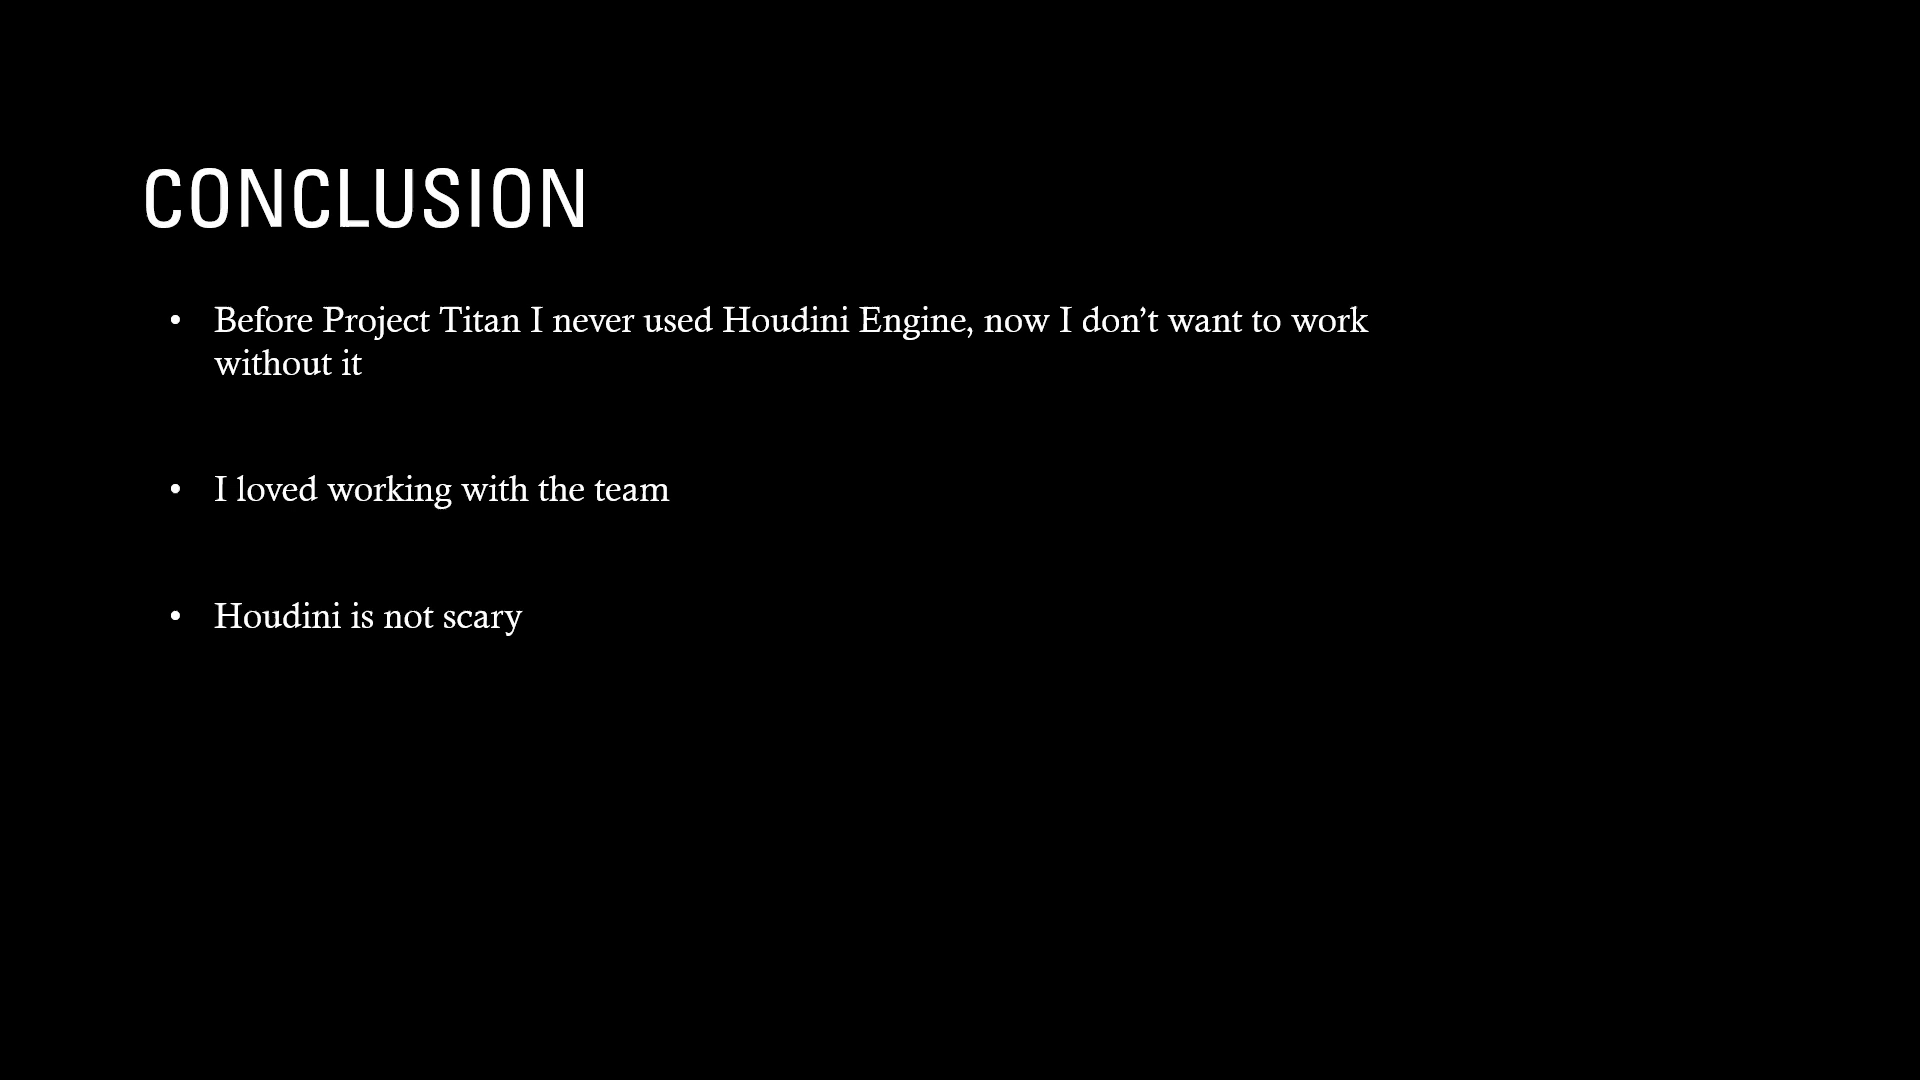 CONCLUSION
• Before Project Titan I never used Houdini Engine, now I don’t want to work
without it
• I loved working with the team
• Houdini is not scary